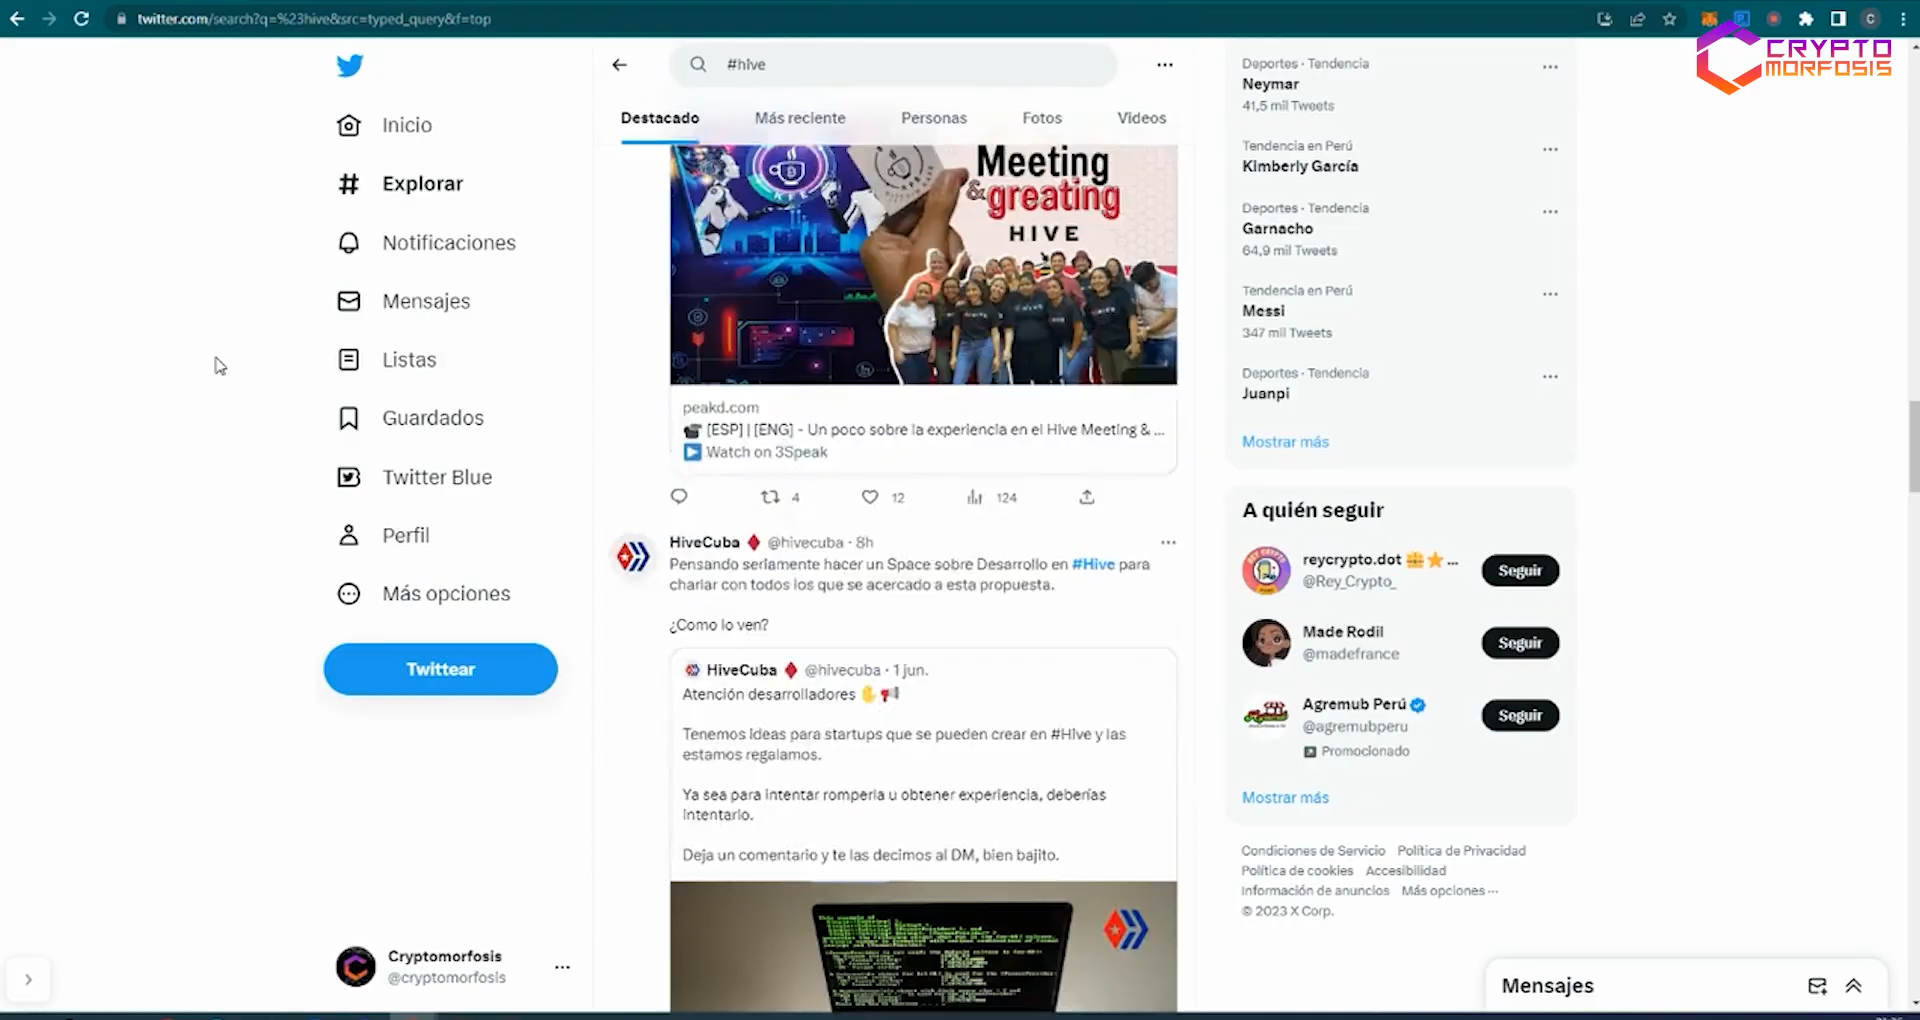 twitter.com/search?q=%23hive&src=typed_query&f=top
C
CRYPTO
MORFOSIS
Inicio
Explorar
Notificaciones
Mensajes
Listas
Guardados
Twitter Blue
Perfil
Más opciones
Twittear
Cryptomorfosis
@cryptomorfosis
#hive
Destacado
Más reciente
Personas
Fotos
Videos
Meeting
&greating
HIVE
peakd.com
[ESP] | [ENG] - Un poco sobre la experiencia en el Hive Meeting & ...
Watch on 3Speak
4
12
124
HiveCuba @hivecuba · 8h
Pensando seriamente hacer un Space sobre Desarrollo en #Hive para
charlar con todos los que se acercado a esta propuesta.
¿Como lo ven?
HiveCuba @hivecuba · 1 jun.
Atención desarrolladores
Tenemos ideas para startups que se pueden crear en #Hive y las
estamos regalamos.
Ya sea para intentar romperla u obtener experiencia, deberías
intentarlo.
Deja un comentario y te las decimos al DM, bien bajito.
Deportes · Tendencia
Neymar
41,5 mil Tweets
Tendencia en Perú
Kimberly García
Deportes · Tendencia
Garnacho
64,9 mil Tweets
Tendencia en Perú
Messi
347 mil Tweets
Deportes · Tendencia
Juanpi
Mostrar más
A quién seguir
reycrypto.dot ...
@Rey_Crypto_
Seguir
Made Rodil
@madefrance
Seguir
Agremub Perú
@agremubperu
Promocionado
Seguir
Mostrar más
Condiciones de Servicio Política de Privacidad
Política de cookies Accesibilidad
Información de anuncios Más opciones ···
© 2023 X Corp.
Mensajes